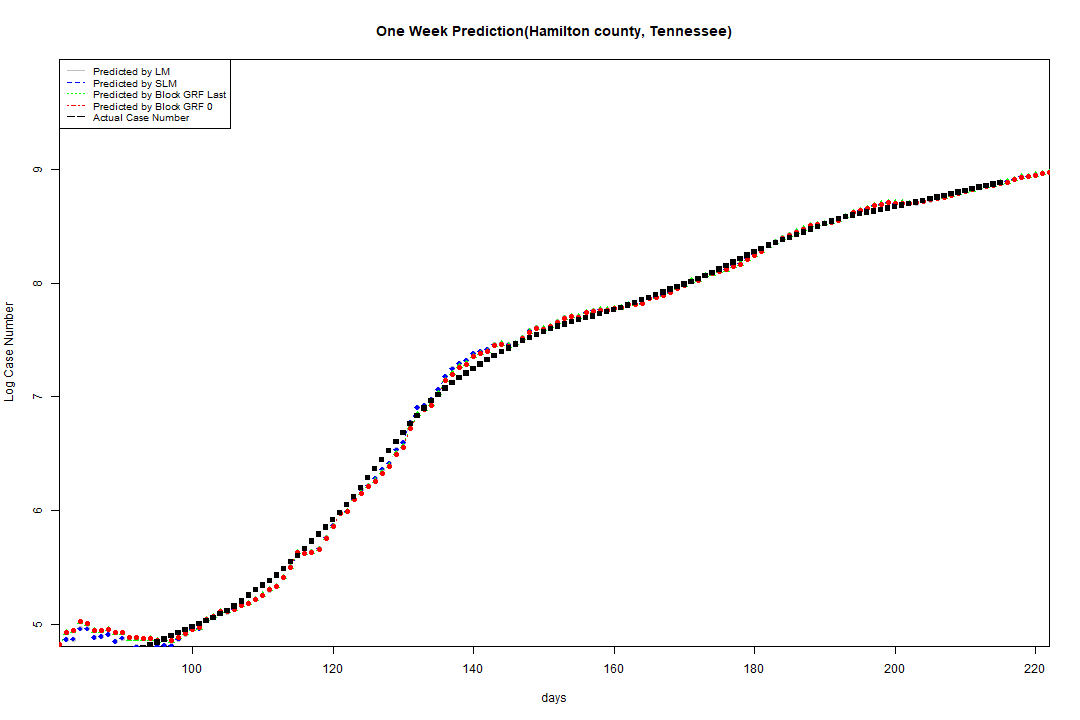 One Week Prediction(Hamilton county, Tennessee)
Predicted by LM
Predicted by SLM
Predicted by Block GRF Last
Predicted by Block GRF 0
Actual Case Number
Log Case Number
9
8
7
6
5
100 120 140 160 180 200 220
days